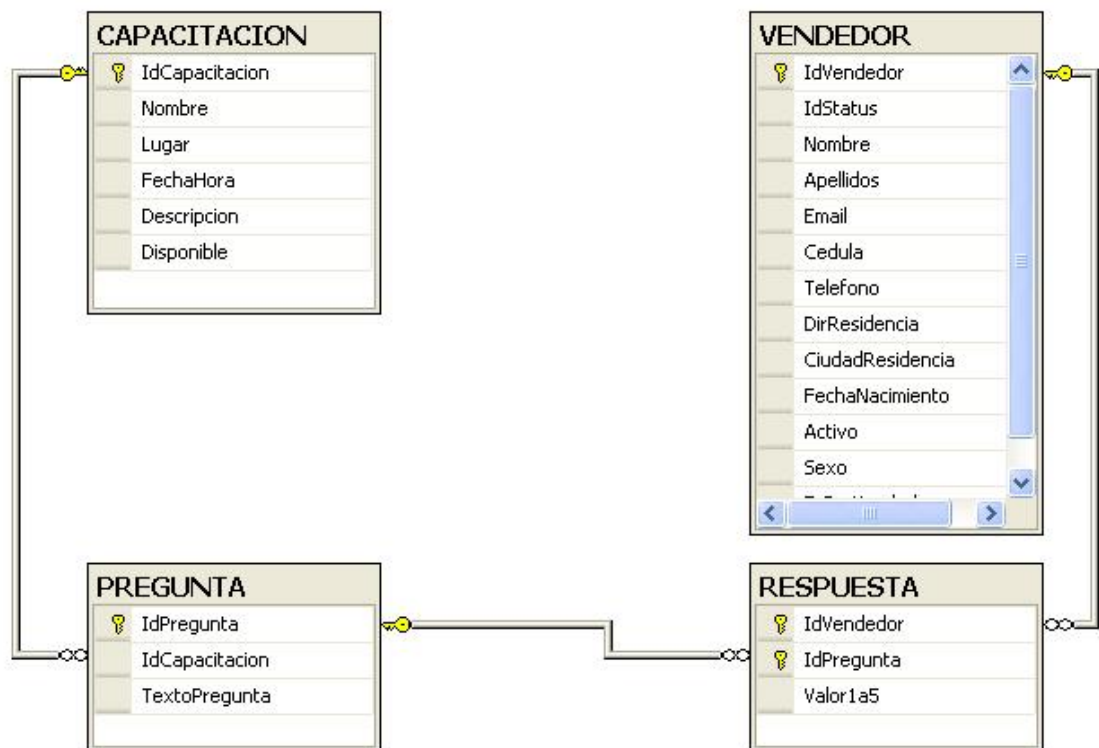 CAPACITACION
IdCapacitacion
Nombre
Lugar
FechaHora
Descripcion
Disponible
VENDEDOR
IdVendedor
IdStatus
Nombre
Apellidos
Email
Cedula
Telefono
DirResidencia
CiudadResidencia
FechaNacimiento
Activo
Sexo
PREGUNTA
IdPregunta
IdCapacitacion
TextoPregunta
RESPUESTA
IdVendedor
IdPregunta
Valor1a5